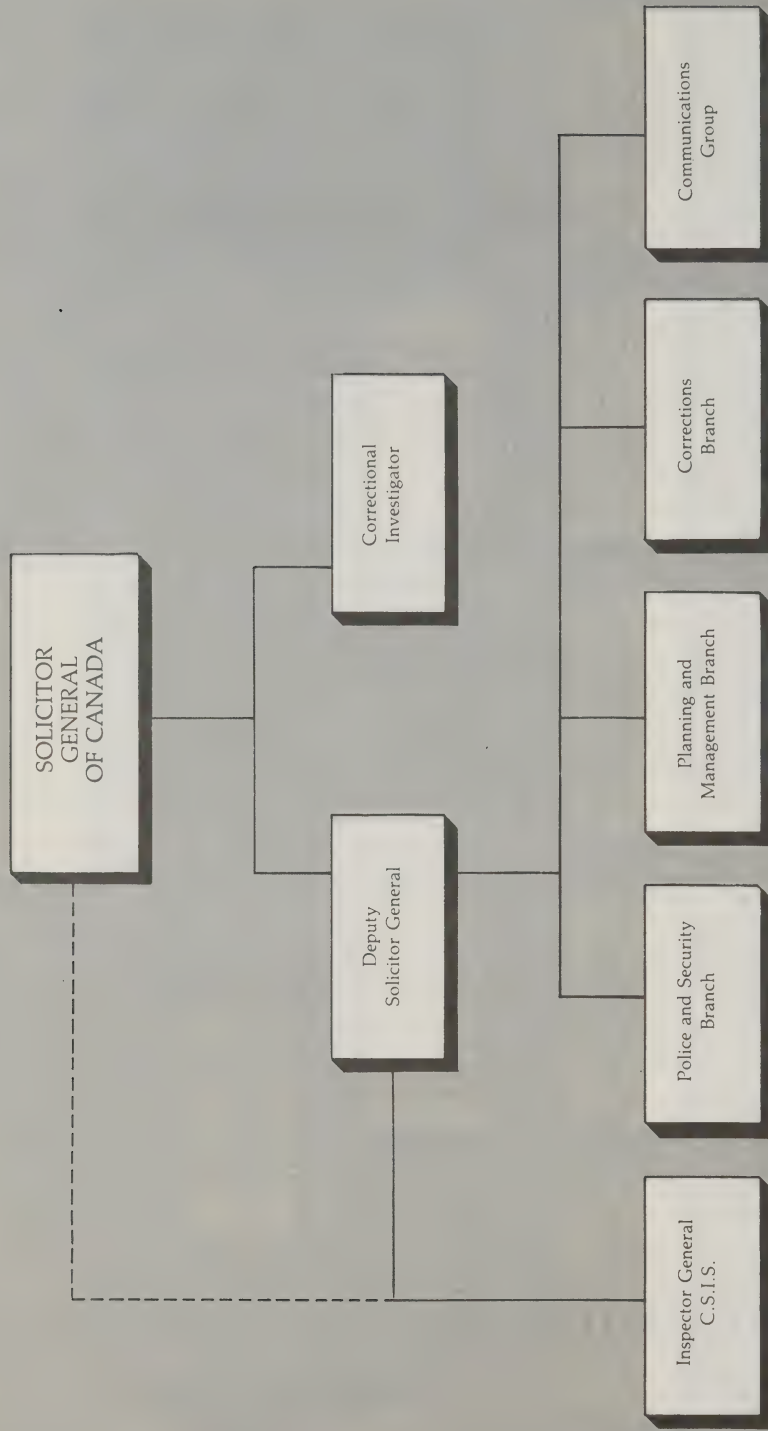 SOLICITOR
GENERAL
OF CANADA
Deputy
Solicitor General
Correctional
Investigator
Inspector General
C.S.I.S.
Police and Security
Branch
Planning and
Management Branch
Corrections
Branch
Communications
Group